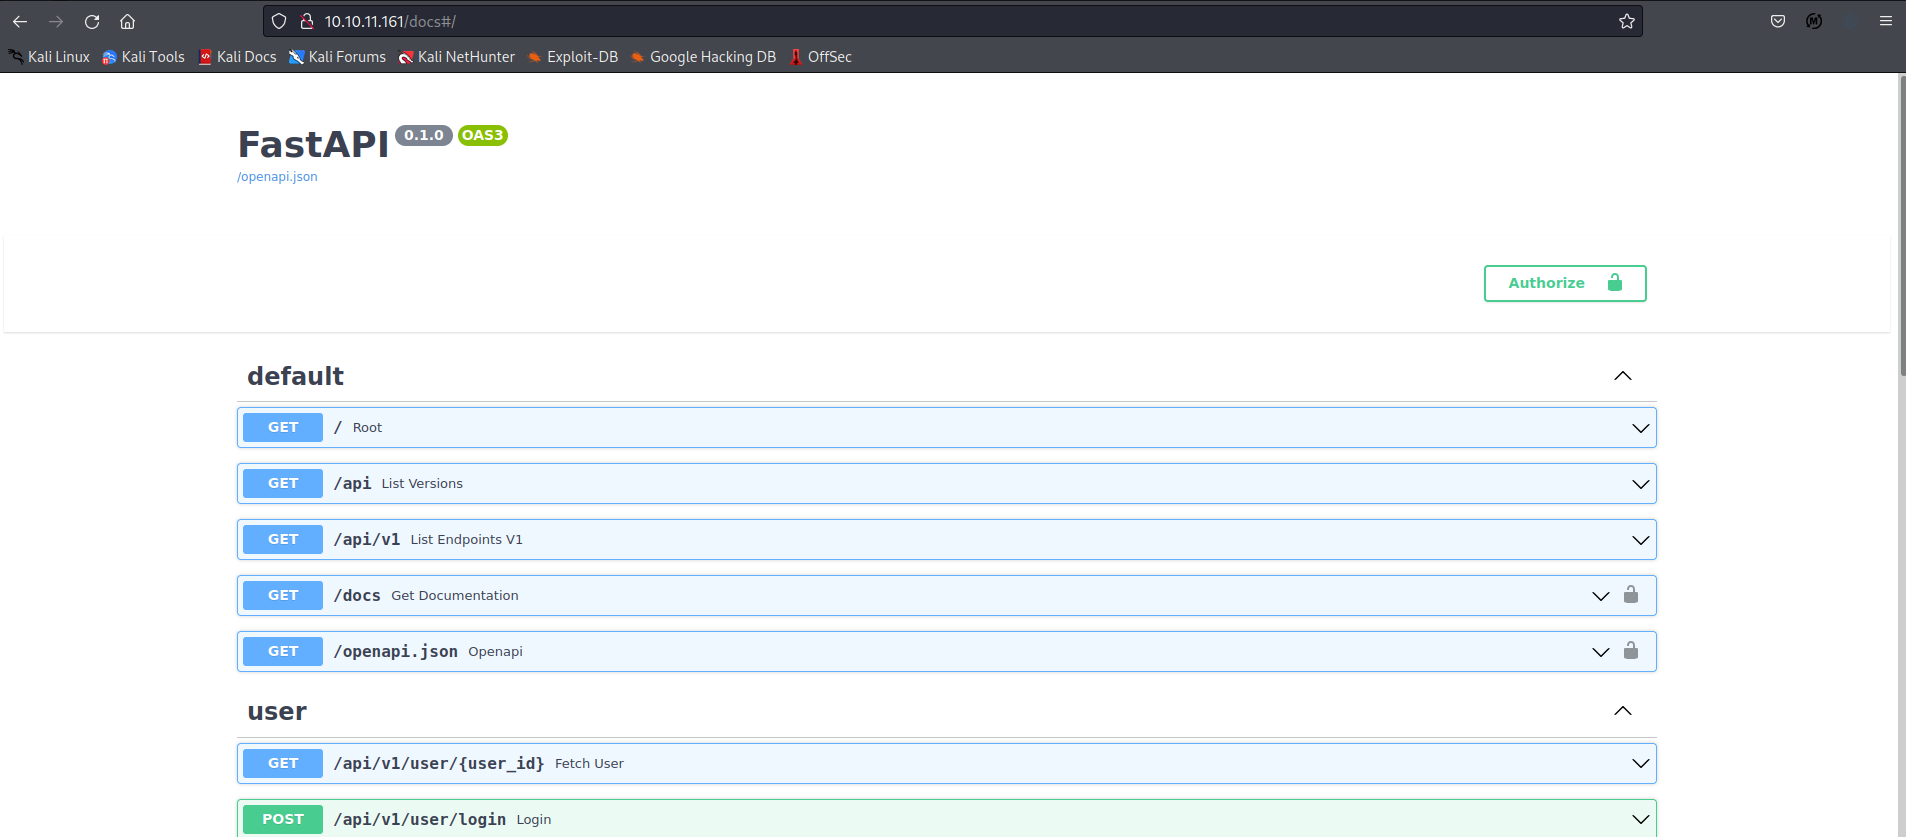 10.10.11.161/docs#/
Kali Linux Kali Tools Kali Docs Kali Forums Kali NetHunter Exploit-DB Google Hacking DB OffSec
FastAPI 0.1.0 OAS3
/openapi.json
Authorize
default
GET / Root
GET /api List Versions
GET /api/v1 List Endpoints V1
GET /docs Get Documentation
GET /openapi.json Openapi
user
GET /api/v1/user/{user_id} Fetch User
POST /api/v1/user/login Login